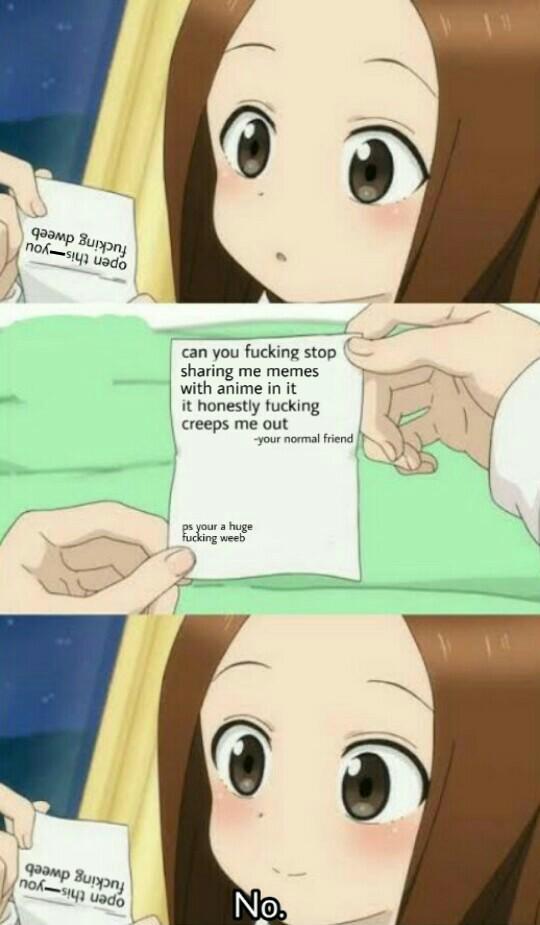 open this—you
fucking dweeb
can you fucking stop
sharing me memes
with anime in it
it honestly fucking
creeps me out
-your normal friend
ps your a huge
fucking weeb
open this—you
fucking dweeb
No.